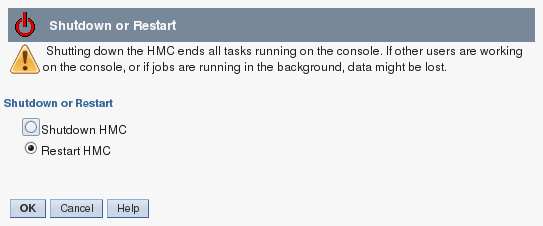 Shutdown or Restart
Shutting down the HMC ends all tasks running on the console. If other users are working
on the console, or if jobs are running in the background, data might be lost.
Shutdown or Restart
Shutdown HMC
Restart HMC
OK Cancel Help